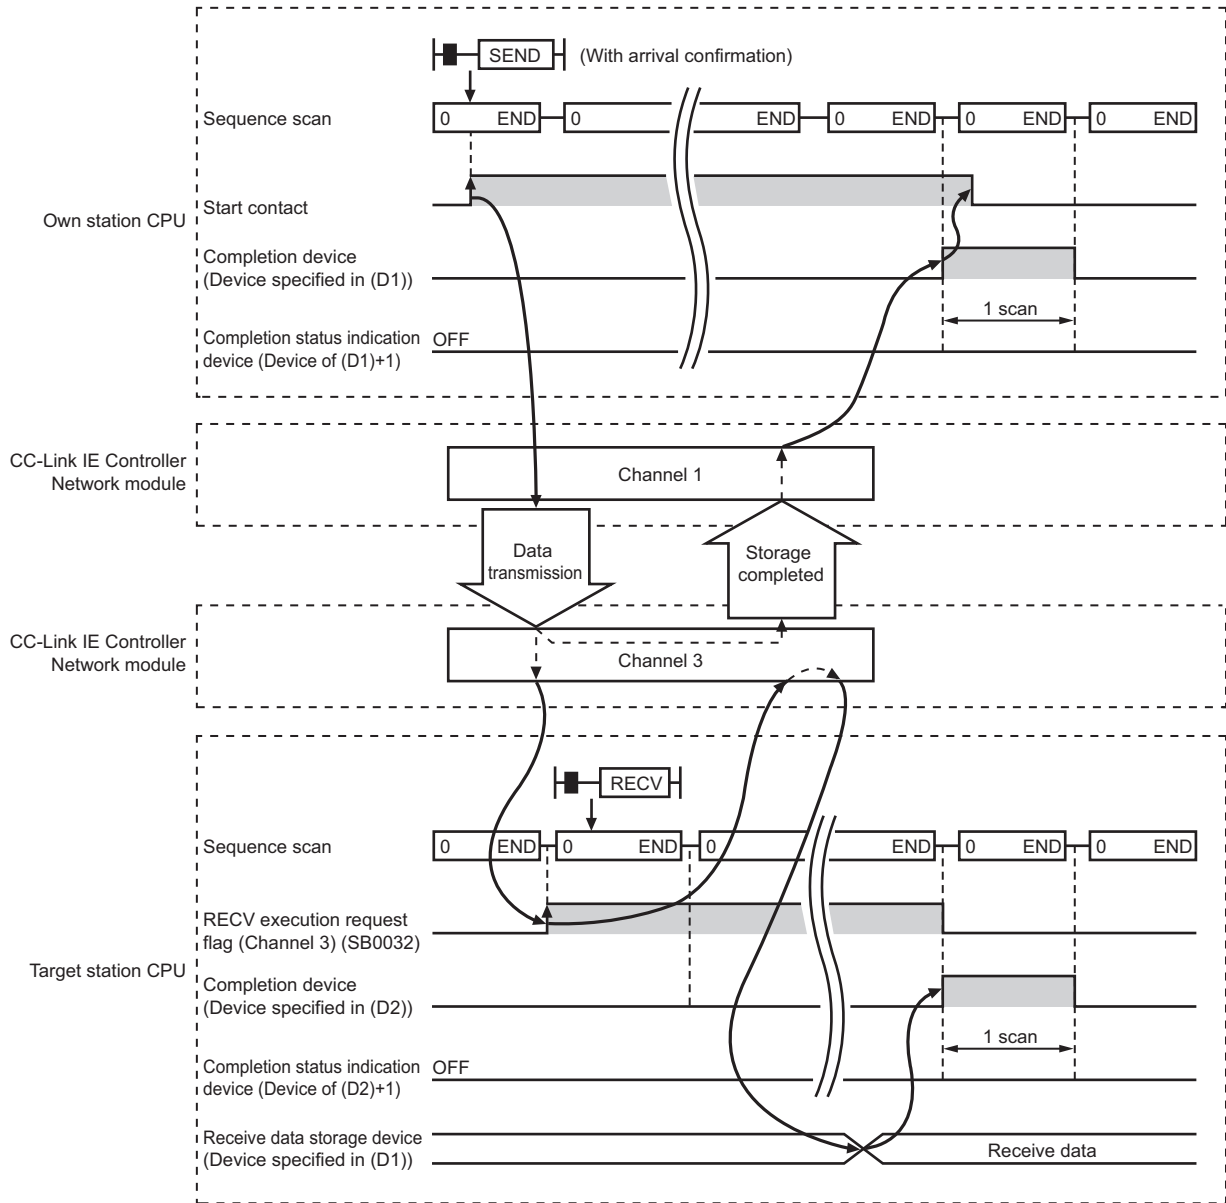 SEND (With arrival confirmation)
Sequence scan 0 END 0 END 0 END 0 END 0 END
Own station CPU
Start contact
Completion device
(Device specified in (D1))
1 scan
Completion status indication OFF
device (Device of (D1)+1)
CC-Link IE Controller
Network module
Channel 1
Data
transmission
Storage
completed
CC-Link IE Controller
Network module
Channel 3
RECV
Sequence scan 0 END 0 END 0 END 0 END 0 END
RECV execution request
flag (Channel 3) (SB0032)
Target station CPU
Completion device
(Device specified in (D2))
1 scan
Completion status indication OFF
device (Device of (D2)+1)
Receive data storage device
(Device specified in (D1))
Receive data